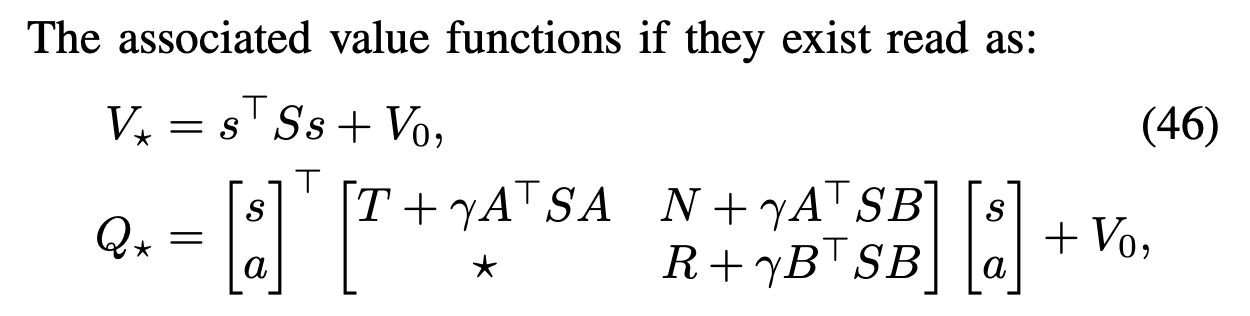 The associated value functions if they exist read as:
V⋆ = s⊤Ss + V₀, (46)
Q⋆ = [s a]⊤ [T + γA⊤SA N + γA⊤SB ⋆ R + γB⊤SB] [s a] + V₀,